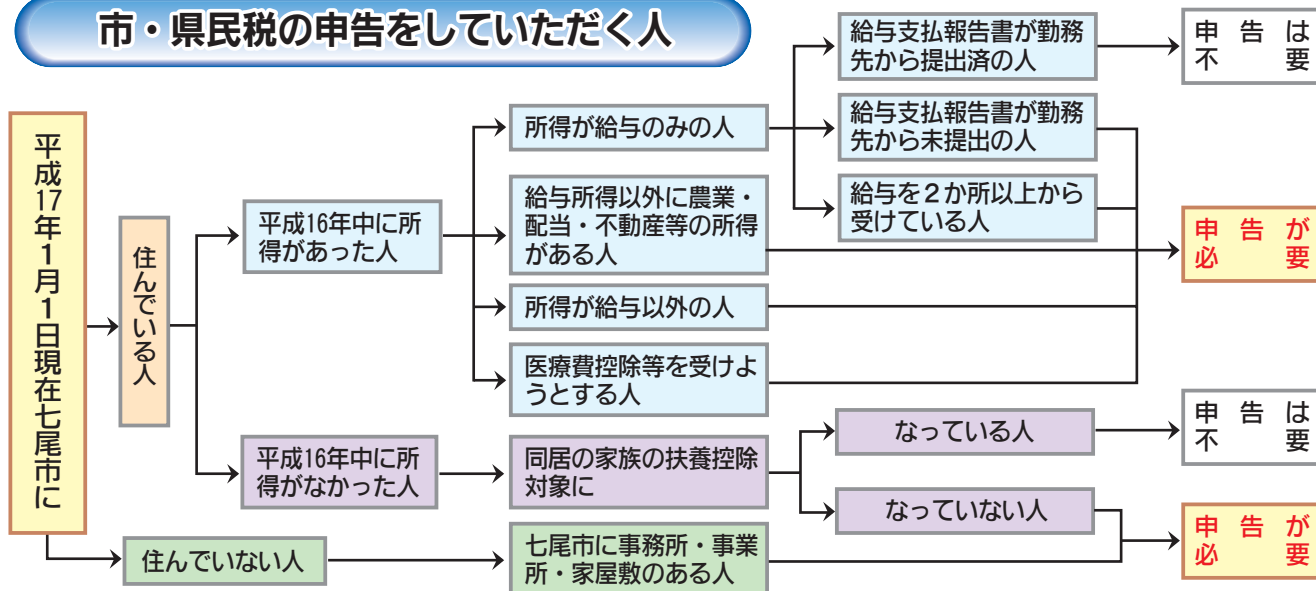 市・県民税の申告をしていただく人
平成17年1月1日現在七尾市に
住んでいる人
平成16年中に所
得があった人
所得が給与のみの人
給与支払報告書が勤務
先から提出済の人
申告は
不要
給与支払報告書が勤務
先から未提出の人
給与を2か所以上から
受けている人
給与所得以外に農業・
配当・不動産等の所得
がある人
所得が給与以外の人
医療費控除等を受けよ
うとする人
申告が
必要
平成16年中に所
得がなかった人
同居の家族の扶養控除
対象に
なっている人
申告は
不要
なっていない人
住んでいない人
七尾市に事務所・事業
所・家屋敷のある人
申告が
必要